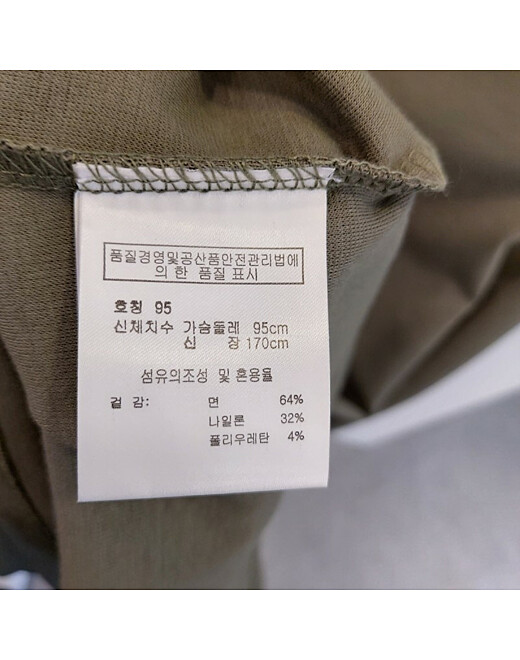 품질경영및공산품안전관리법에
의 한 품질 표시
호칭 95
신체치수 가슴둘레 95cm
신 장 170cm
섬유의조성 및 혼용율
겉 감: 면 64%
나일론 32%
폴리우레탄 4%